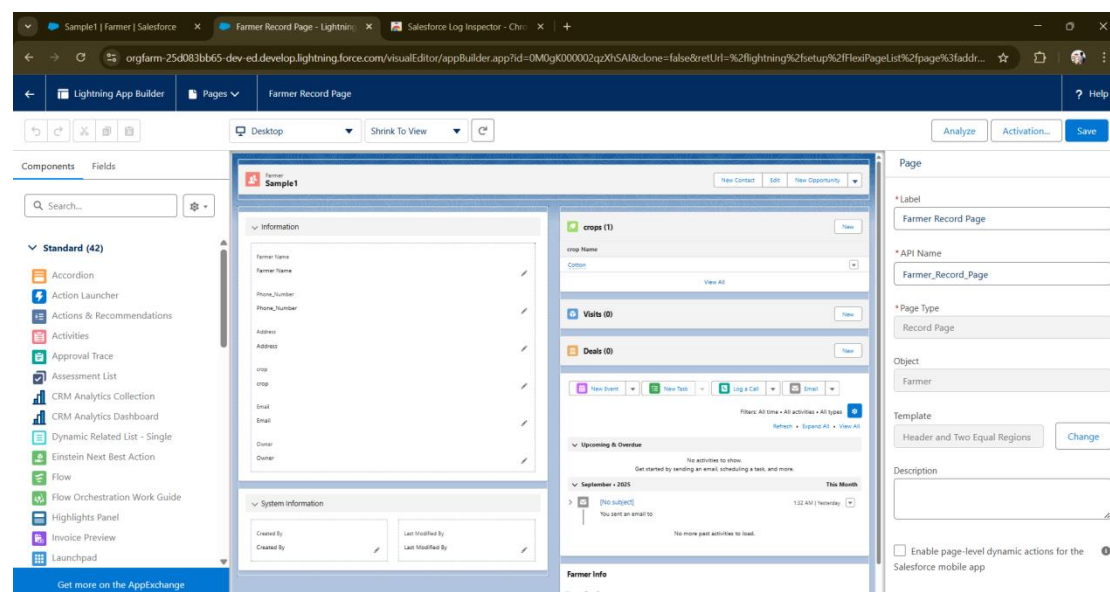 Sample1 | Farmer | Salesforce
Farmer Record Page - Lightning
Salesforce Log Inspector - Chro
orgfarm-25d083bb65-dev-ed.develop.lightning.force.com/visualEditor/appBuilder.app?id=0M0gK000002qzXhSAI&clone=false&retUrl=%2flightning%2fsetup%2fFlexiPageList%2fpage%3faddr...
Lightning App Builder
Pages
Farmer Record Page
? Help
Desktop
Shrink To View
Analyze
Activation...
Save
Components
Fields
Search...
Standard (42)
Accordion
Action Launcher
Actions & Recommendations
Activities
Approval Trace
Assessment List
CRM Analytics Collection
CRM Analytics Dashboard
Dynamic Related List - Single
Einstein Next Best Action
Flow
Flow Orchestration Work Guide
Highlights Panel
Invoice Preview
Launchpad
Get more on the AppExchange
Farmer
Sample1
New Contact
Edit
New Opportunity
Information
Farmer Name
Farmer Name
Phone_Number
Phone_Number
Address
Address
crop
crop
Email
Email
Owner
Owner
System Information
Created By
Created By
Last Modified By
Last Modified By
crops (1)
New
crop Name
Cotton
View All
Visits (0)
New
Deals (0)
New
New Event
New Task
Log a Call
Email
Filters: All time • All activities • All types
Refresh • Expand All • View All
Upcoming & Overdue
No activities to show.
Get started by sending an email, scheduling a task, and more.
September • 2025
This Month
[No subject]
1:32 AM | Yesterday
You sent an email to
No more past activities to load.
Farmer Info
Page
*Label
Farmer Record Page
*API Name
Farmer_Record_Page
*Page Type
Record Page
Object
Farmer
Template
Header and Two Equal Regions
Change
Description
Enable page-level dynamic actions for the
Salesforce mobile app